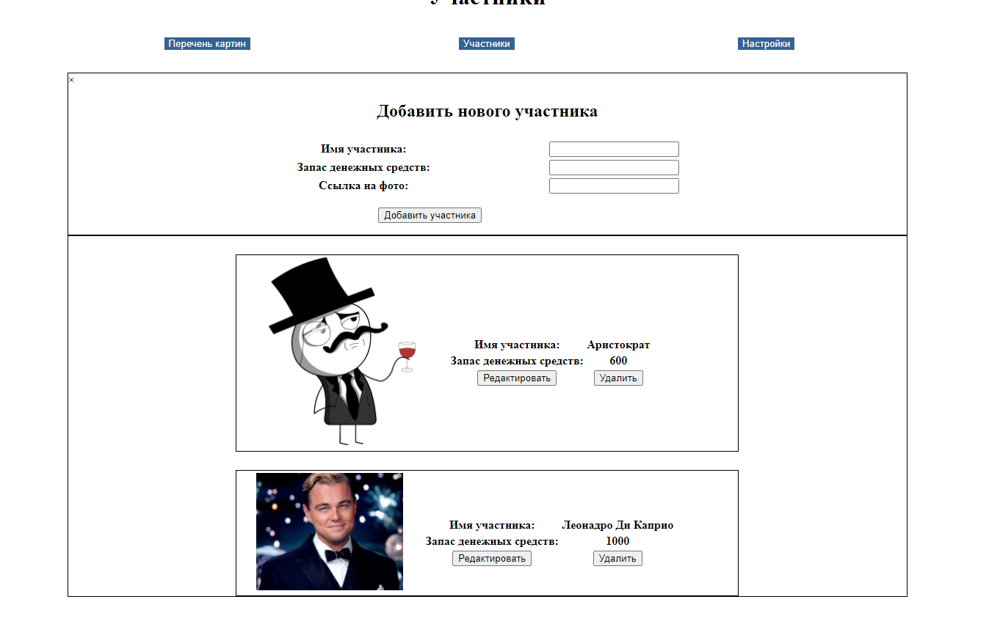 Участники
Перечень картин Участники Настройки
×
Добавить нового участника
Имя участника:
Запас денежных средств:
Ссылка на фото:
Добавить участника
Имя участника: Аристократ
Запас денежных средств: 600
Редактировать Удалить
Имя участника: Леонадро Ди Каприо
Запас денежных средств: 1000
Редактировать Удалить